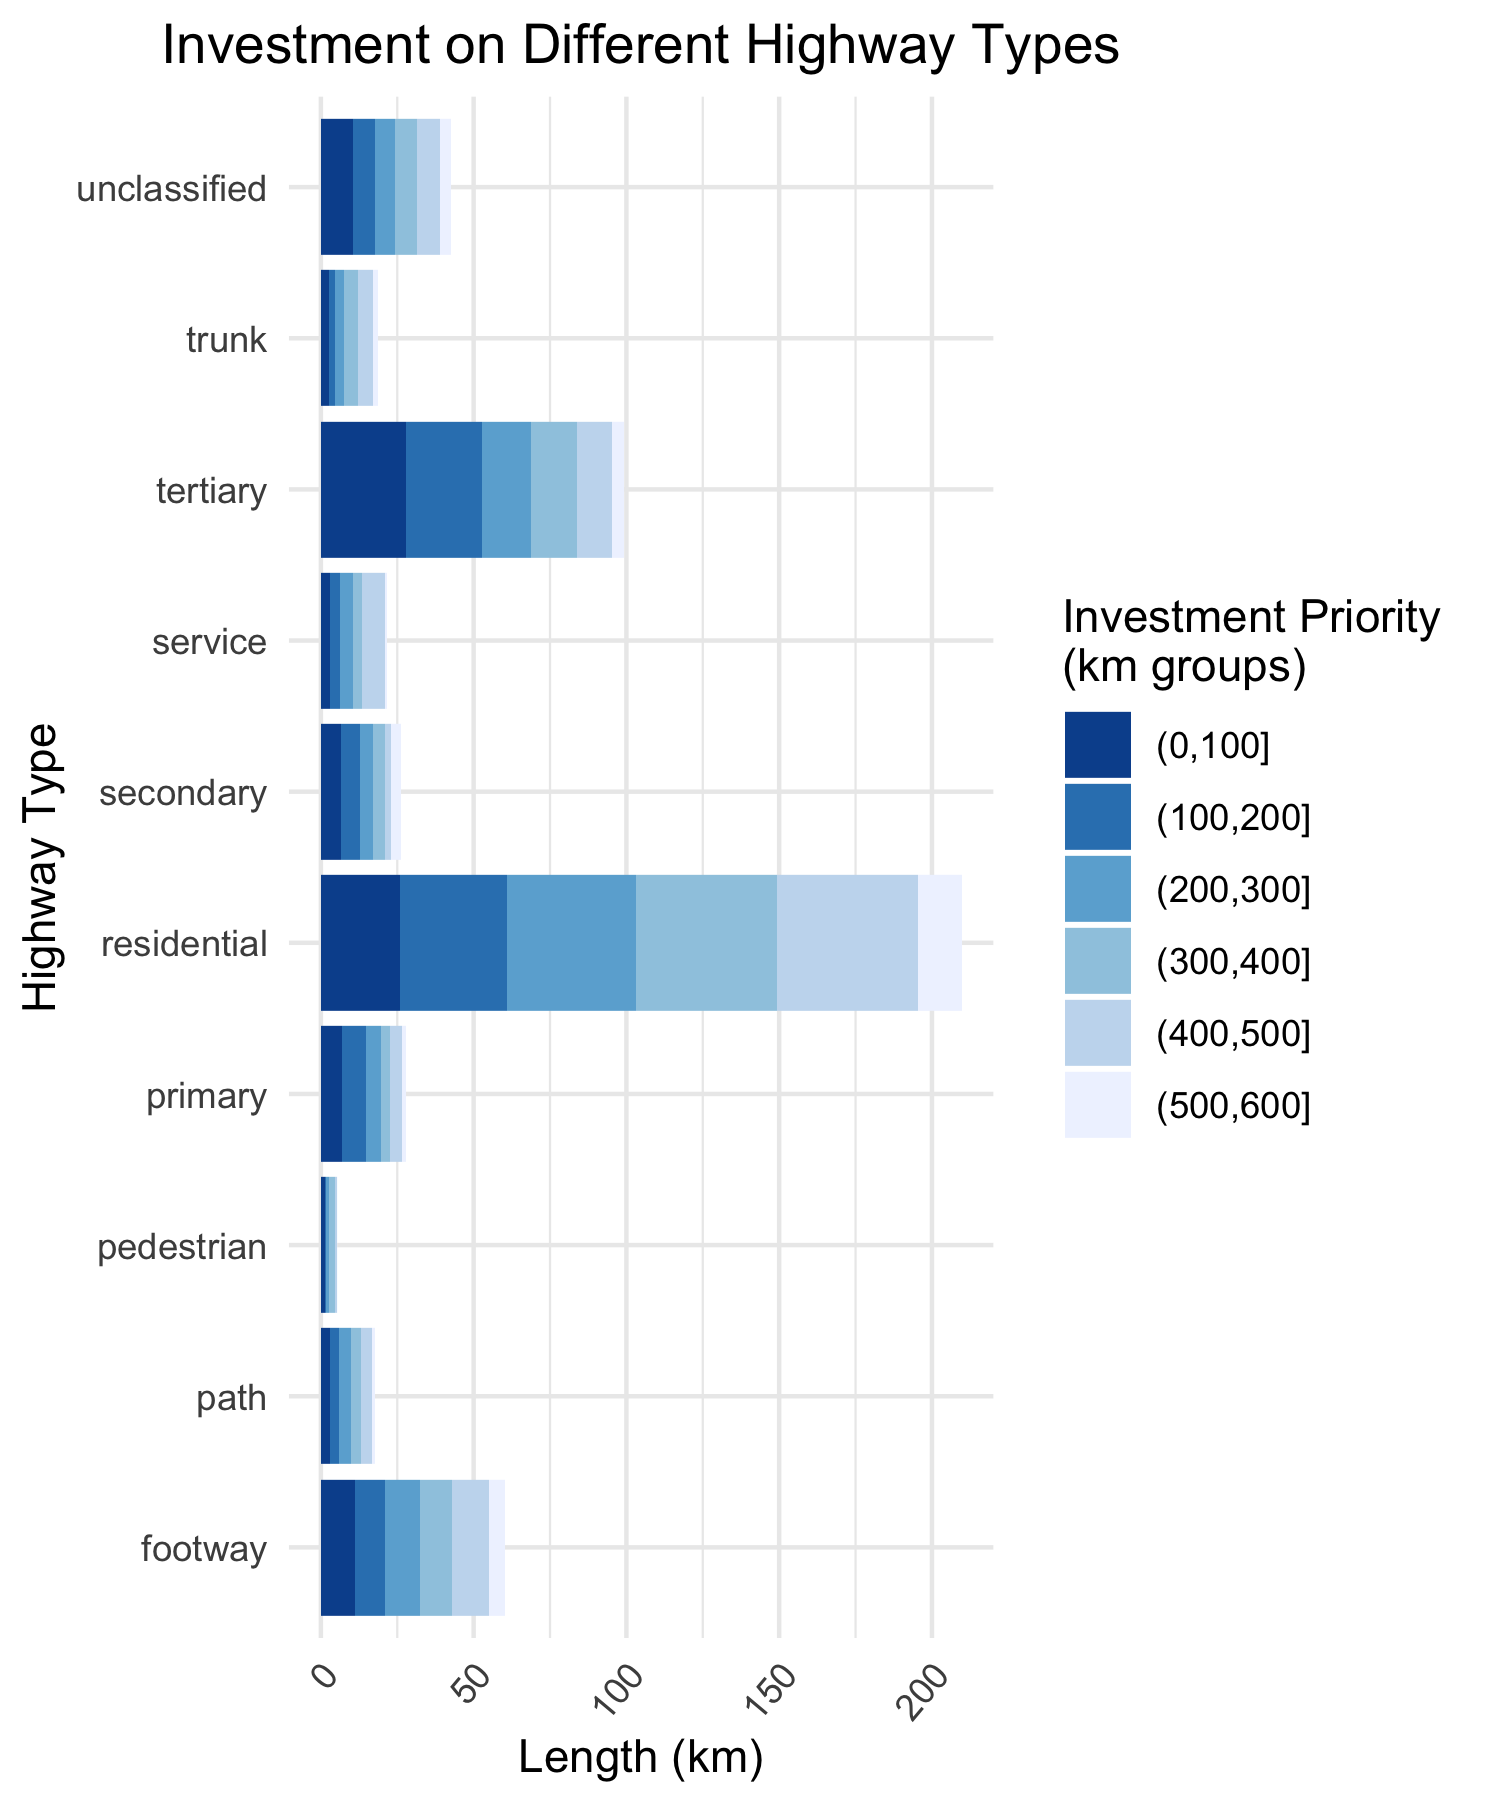 Investment on Different Highway Types
Highway Type
unclassified
trunk
tertiary
service
secondary
residential
primary
pedestrian
path
footway
0
50
100
150
200
Length (km)
Investment Priority
(km groups)
(0,100]
(100,200]
(200,300]
(300,400]
(400,500]
(500,600]